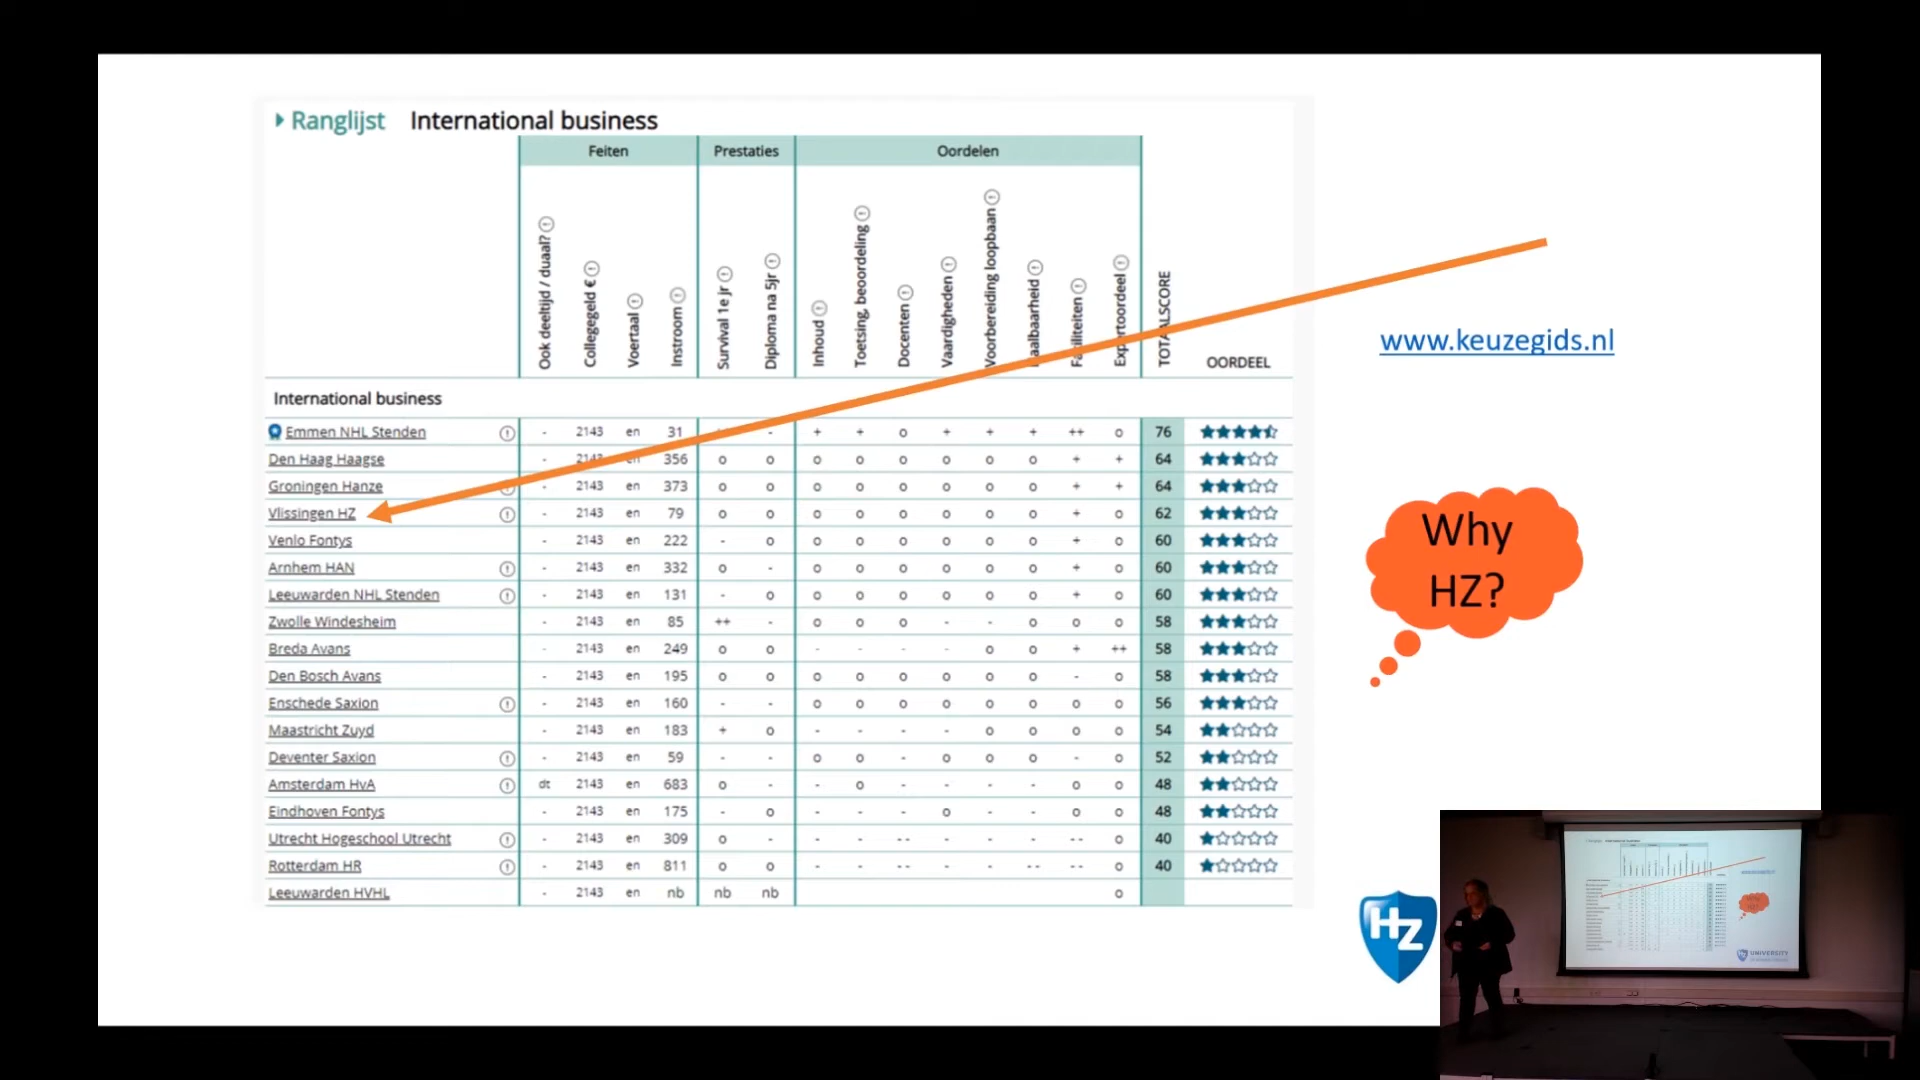 Ranglijst International business
Feiten Prestaties Oordelen
Ook deeltijd / duaal?
Collegegeld €
Voertaal
Instroom
Survival 1e jr
Diploma na 5jr
Inhoud
Toetsing, beoordeling
Docenten
Vaardigheden
Voorbereiding loopbaan
Faciliteiten
TOTAALSCORE
OORDEEL
International business
Emmen NHL Stenden - 2143 en 31 - + + o + + + ++ o 76
Den Haag Haagse - 2143 en 356 o o o o o o o o + + 64
Groningen Hanze - 2143 en 373 o o o o o o o o + + 64
Vlissingen HZ - 2143 en 79 o o o o o o o o + o 62
Venlo Fontys - 2143 en 222 - o o o o o o o + o 60
Arnhem HAN - 2143 en 332 o - o o o o o o + o 60
Leeuwarden NHL Stenden - 2143 en 131 - o o o o o o o + o 60
Zwolle Windesheim - 2143 en 85 ++ - o o o - - o o o 58
Breda Avans - 2143 en 249 o o - - - - o o + ++ 58
Den Bosch Avans - 2143 en 195 o o o o o o o o - o 58
Enschede Saxion - 2143 en 160 - - o o o o o o o o 56
Maastricht Zuyd - 2143 en 183 + o - - - - o o o o 54
Deventer Saxion - 2143 en 59 - - o o - o o o - o 52
Amsterdam HvA dt 2143 en 683 o - - o - - - - o o 48
Eindhoven Fontys - 2143 en 175 - o - - - o - - o o 48
Utrecht Hogeschool Utrecht - 2143 en 309 o - - - -- - - - -- o 40
Rotterdam HR - 2143 en 811 o o - - -- - - -- -- o 40
Leeuwarden HVHL - 2143 en nb nb nb o
www.keuzegids.nl
Why
HZ?
HZ
UNIVERSITY